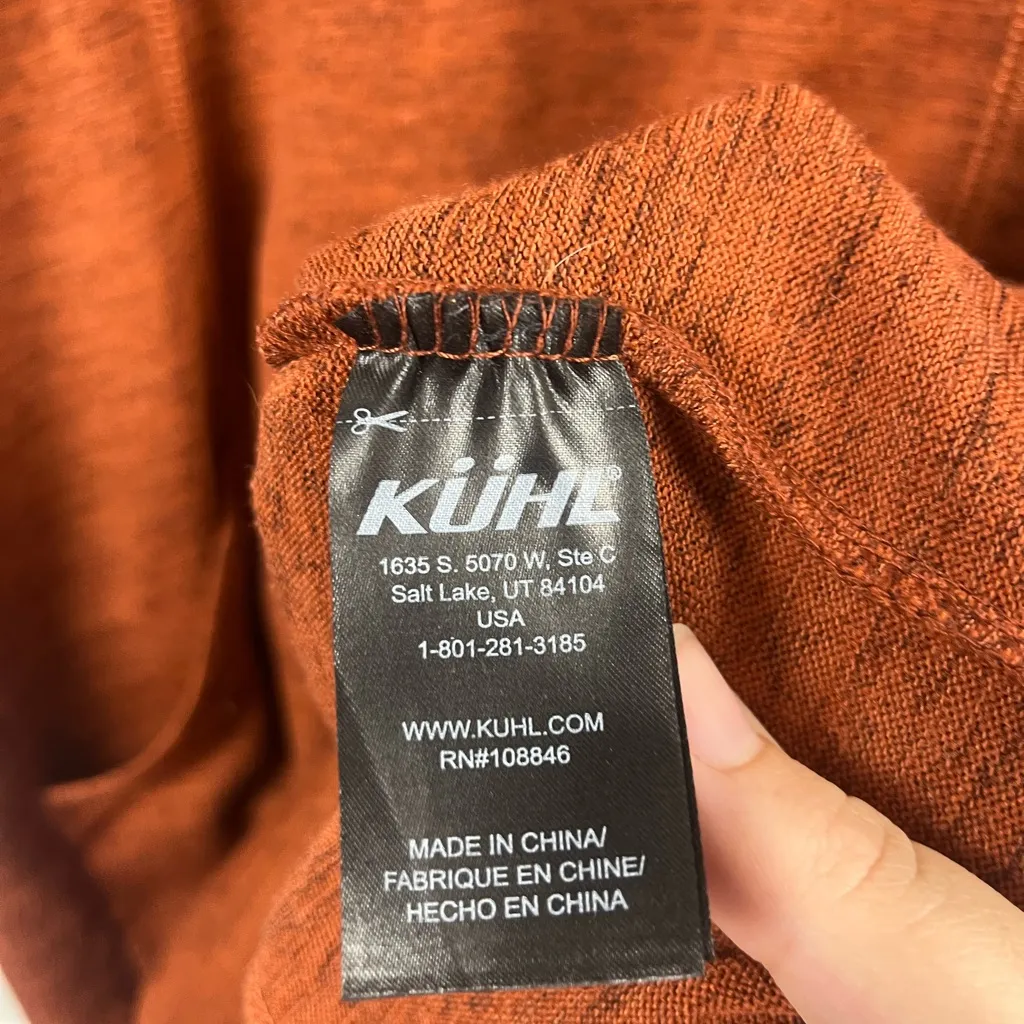 KÜHL®
1635 S. 5070 W, Ste C
Salt Lake, UT 84104
USA
1-801-281-3185
WWW.KUHL.COM
RN#108846
MADE IN CHINA/
FABRIQUE EN CHINE/
HECHO EN CHINA